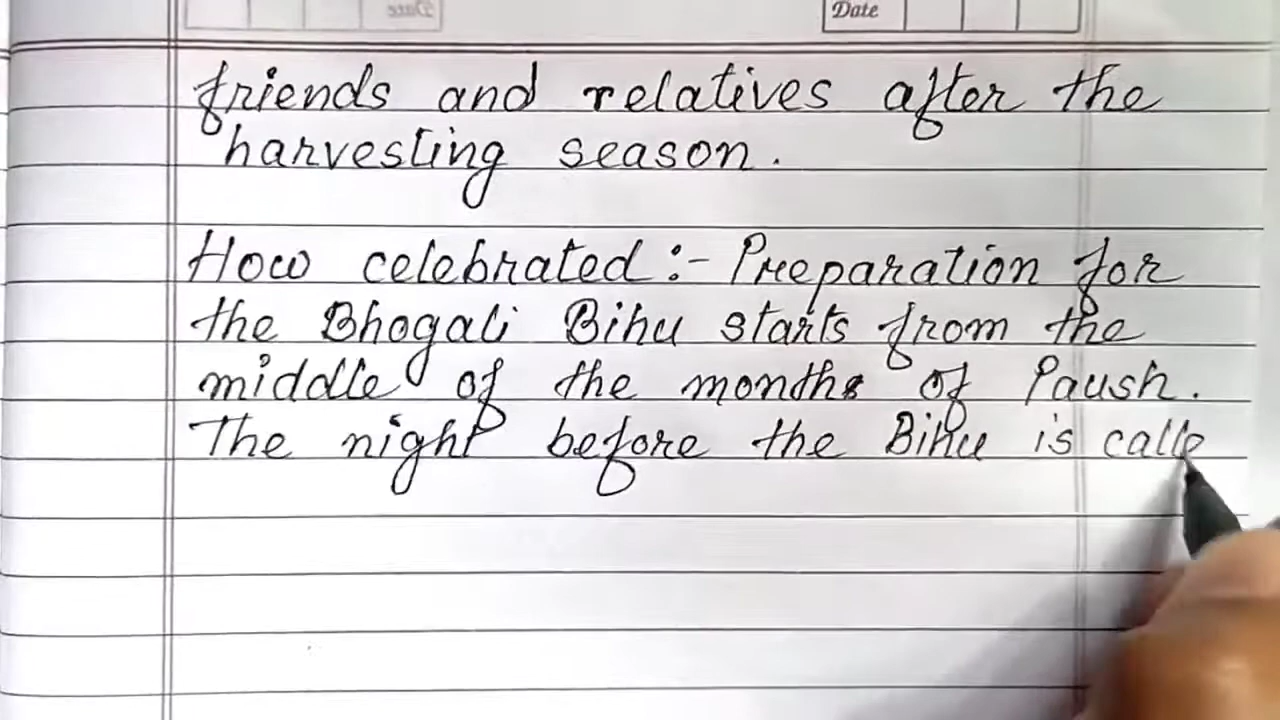 Date
friends and relatives after the
harvesting season.
How celebrated :- Preparation for
the Bhogali Bihu starts from the
middle of the months of Paush.
The night before the Bihu is calle